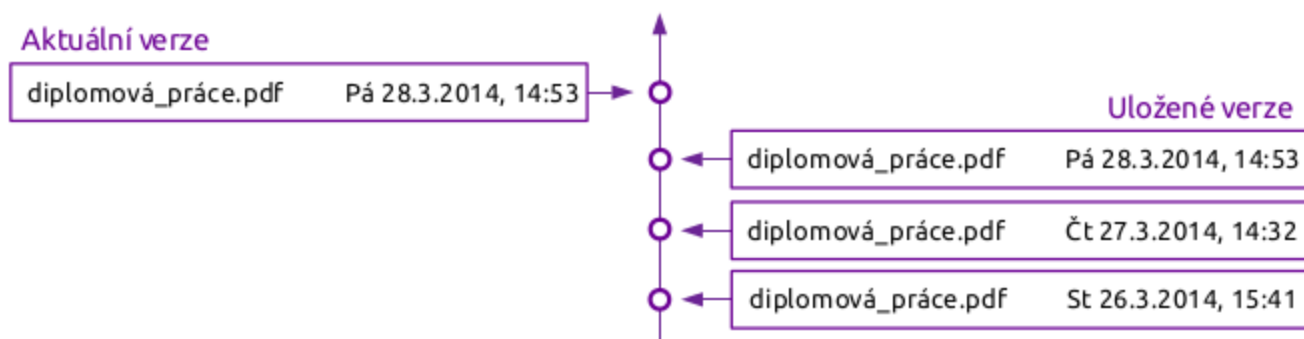 Aktuální verze
diplomová_práce.pdf Pá 28.3.2014, 14:53
Uložené verze
diplomová_práce.pdf Pá 28.3.2014, 14:53
diplomová_práce.pdf Čt 27.3.2014, 14:32
diplomová_práce.pdf St 26.3.2014, 15:41